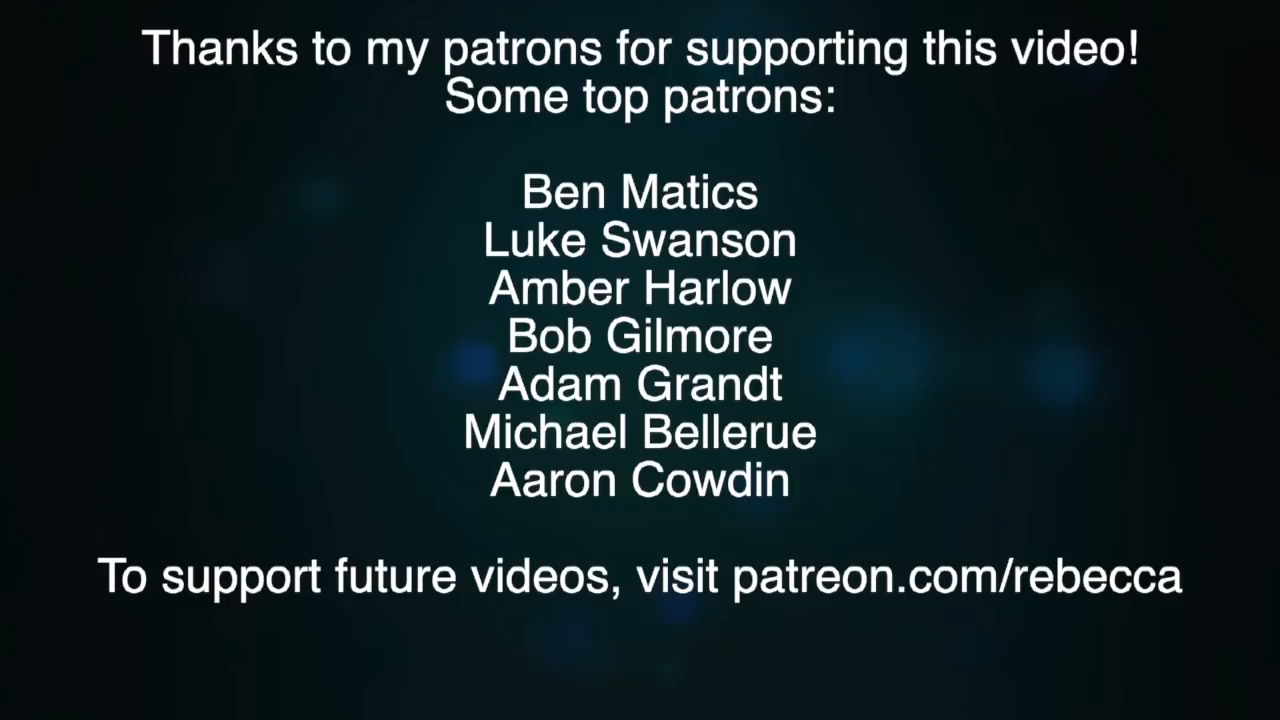 Thanks to my patrons for supporting this video!
Some top patrons:
Ben Matics
Luke Swanson
Amber Harlow
Bob Gilmore
Adam Grandt
Michael Bellerue
Aaron Cowdin
To support future videos, visit patreon.com/rebecca